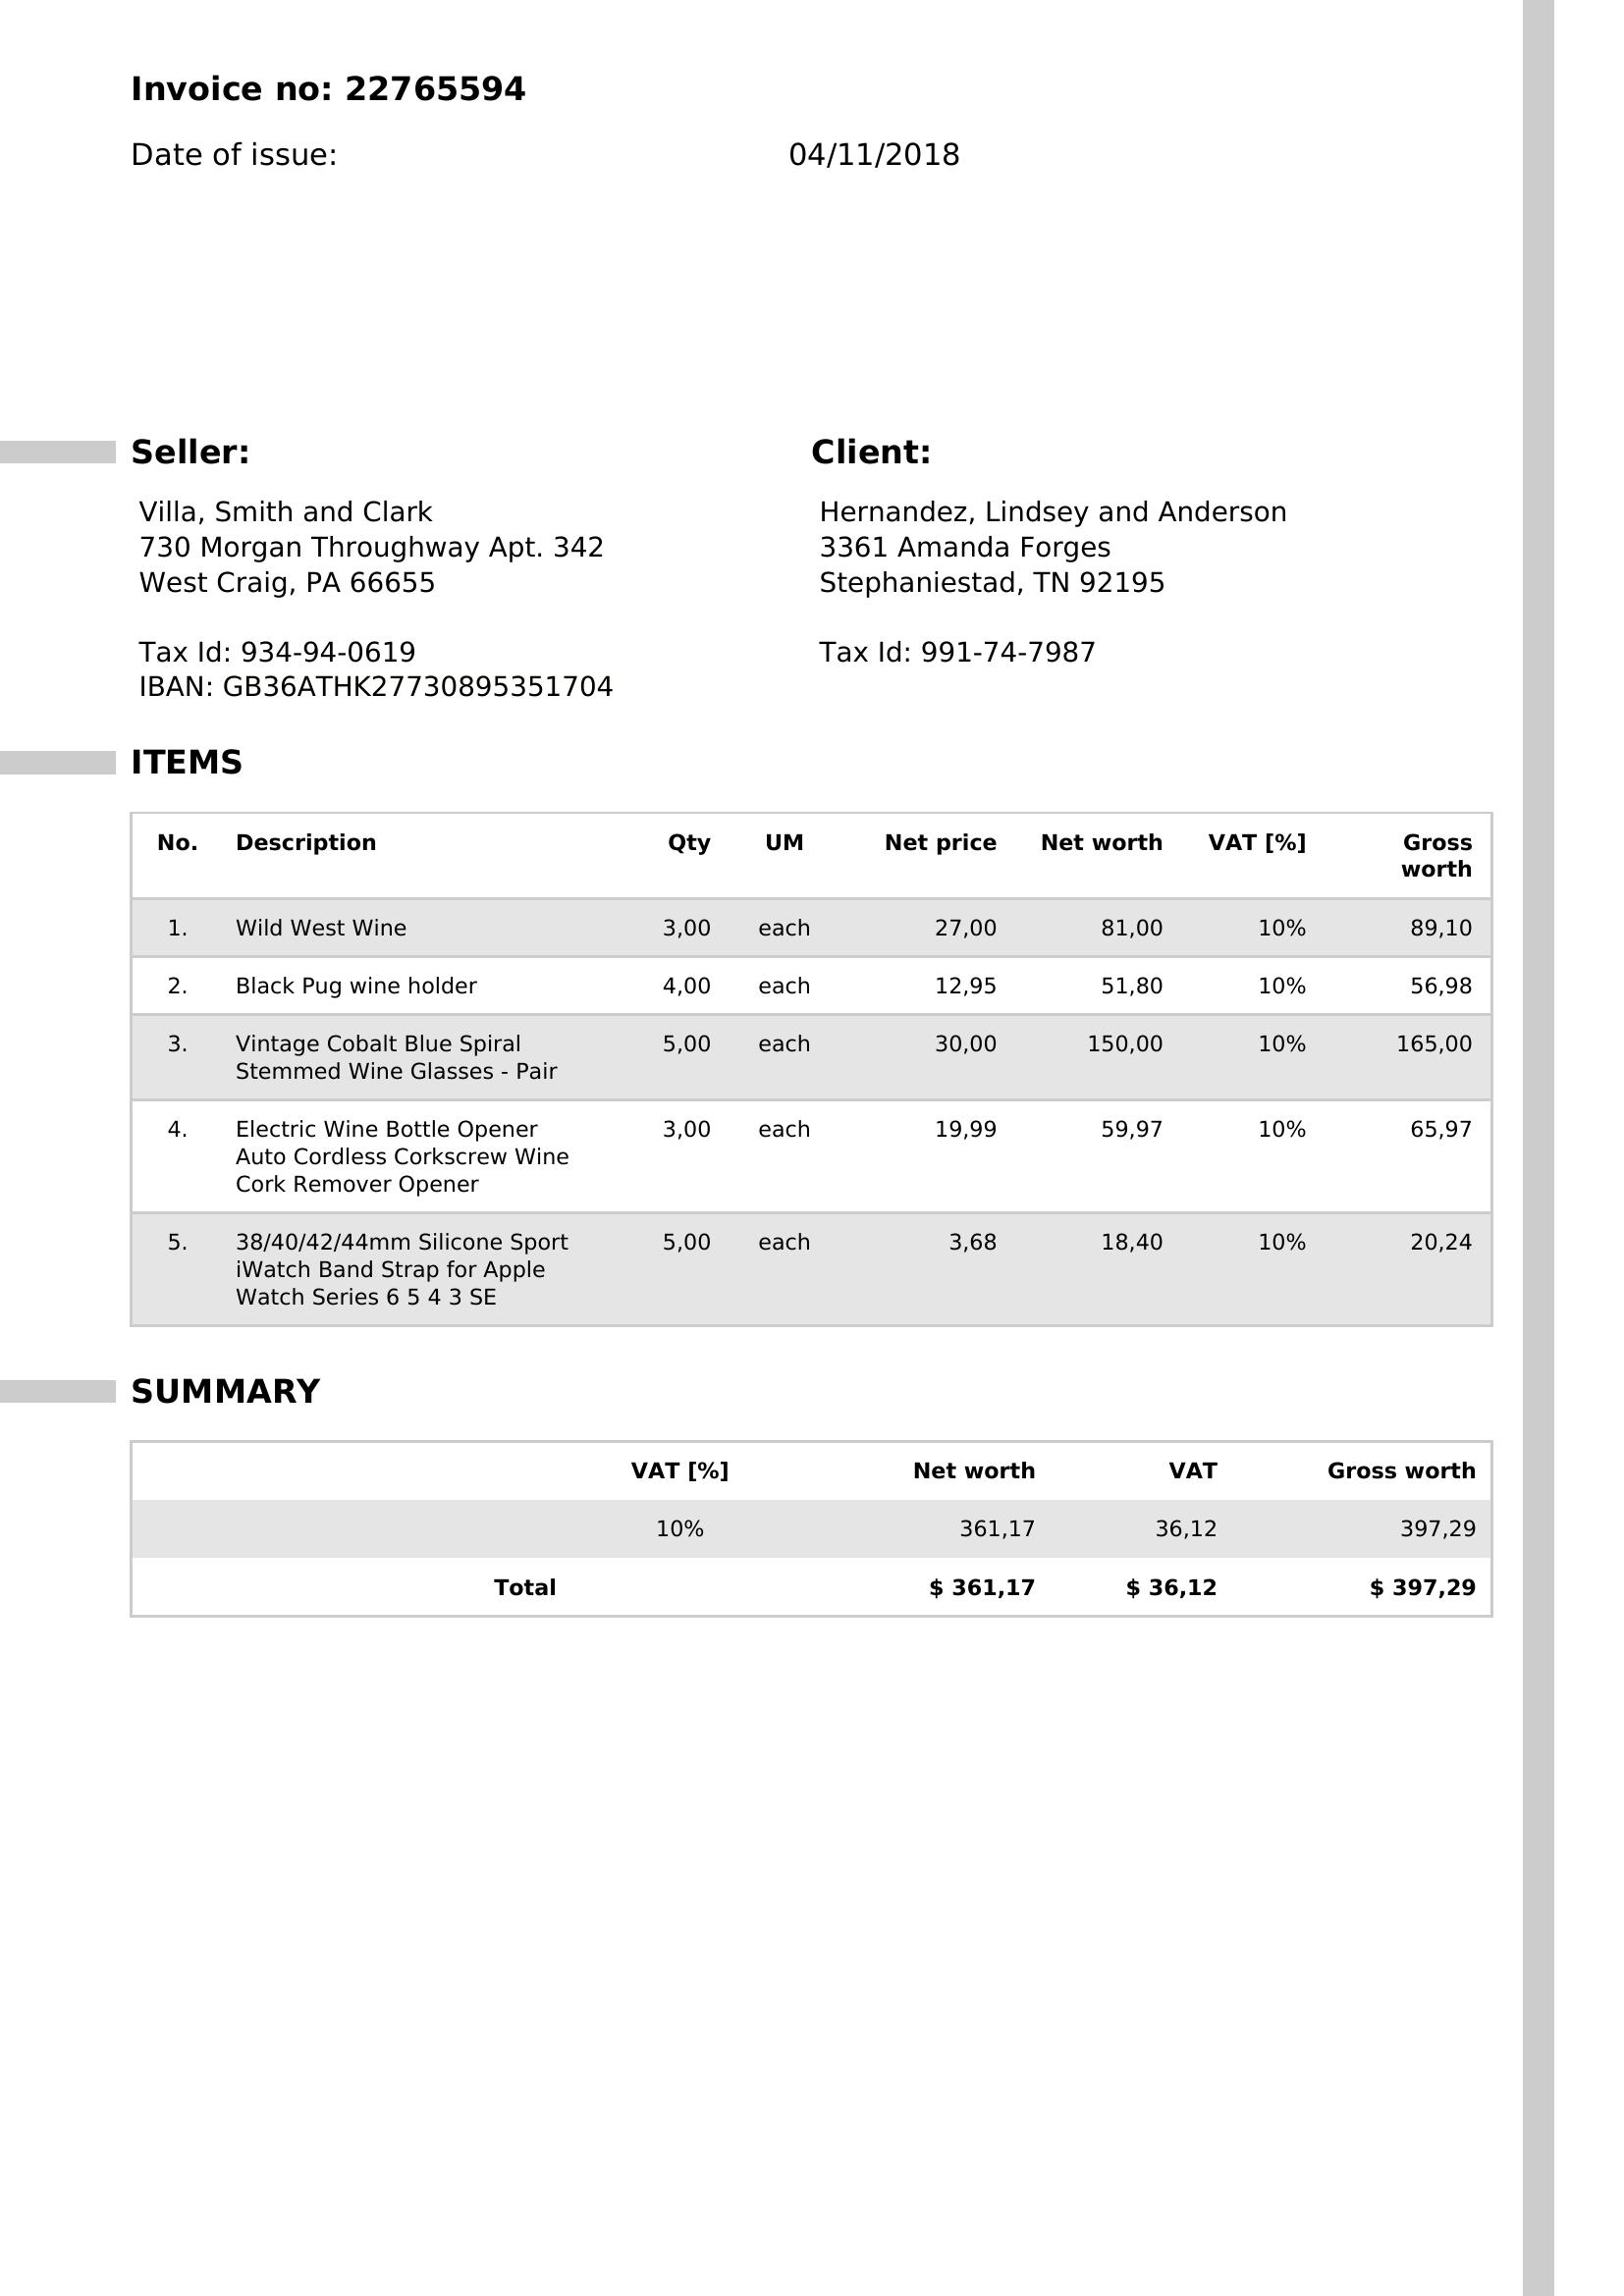 Invoice no: 22765594
Date of issue: 04/11/2018
Seller:
Villa, Smith and Clark
730 Morgan Throughway Apt. 342
West Craig, PA 66655
Tax Id: 934-94-0619
IBAN: GB36ATHK27730895351704
Client:
Hernandez, Lindsey and Anderson
3361 Amanda Forges
Stephaniestad, TN 92195
Tax Id: 991-74-7987
ITEMS
No. Description Qty UM Net price Net worth VAT [%] Gross
worth
1. Wild West Wine 3,00 each 27,00 81,00 10% 89,10
2. Black Pug wine holder 4,00 each 12,95 51,80 10% 56,98
3. Vintage Cobalt Blue Spiral 5,00 each 30,00 150,00 10% 165,00
Stemmed Wine Glasses - Pair
4. Electric Wine Bottle Opener 3,00 each 19,99 59,97 10% 65,97
Auto Cordless Corkscrew Wine
Cork Remover Opener
5. 38/40/42/44mm Silicone Sport 5,00 each 3,68 18,40 10% 20,24
iWatch Band Strap for Apple
Watch Series 6 5 4 3 SE
SUMMARY
VAT [%] Net worth VAT Gross worth
10% 361,17 36,12 397,29
Total $ 361,17 $ 36,12 $ 397,29